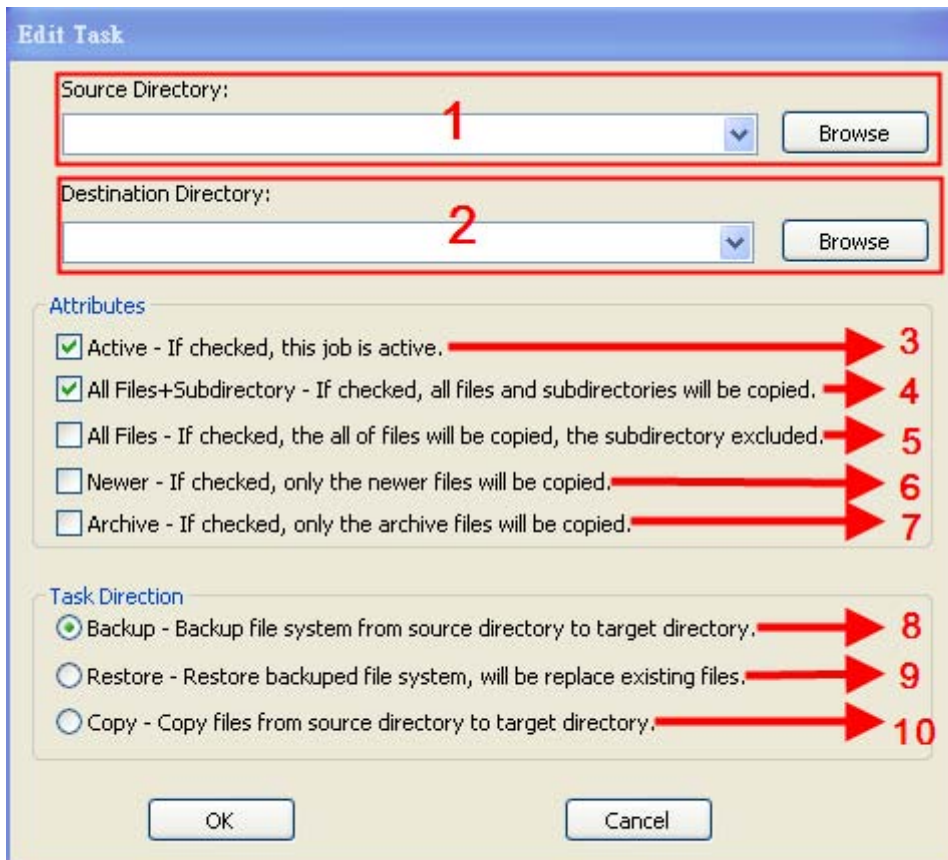 Edit Task
Source Directory:
1
Browse
Destination Directory:
2
Browse
Attributes
Active - If checked, this job is active. 3
All Files+Subdirectory - If checked, all files and subdirectories will be copied. 4
All Files - If checked, the all of files will be copied, the subdirectory excluded. 5
Newer - If checked, only the newer files will be copied. 6
Archive - If checked, only the archive files will be copied. 7
Task Direction
Backup - Backup file system from source directory to target directory. 8
Restore - Restore backuped file system, will be replace existing files. 9
Copy - Copy files from source directory to target directory. 10
OK Cancel